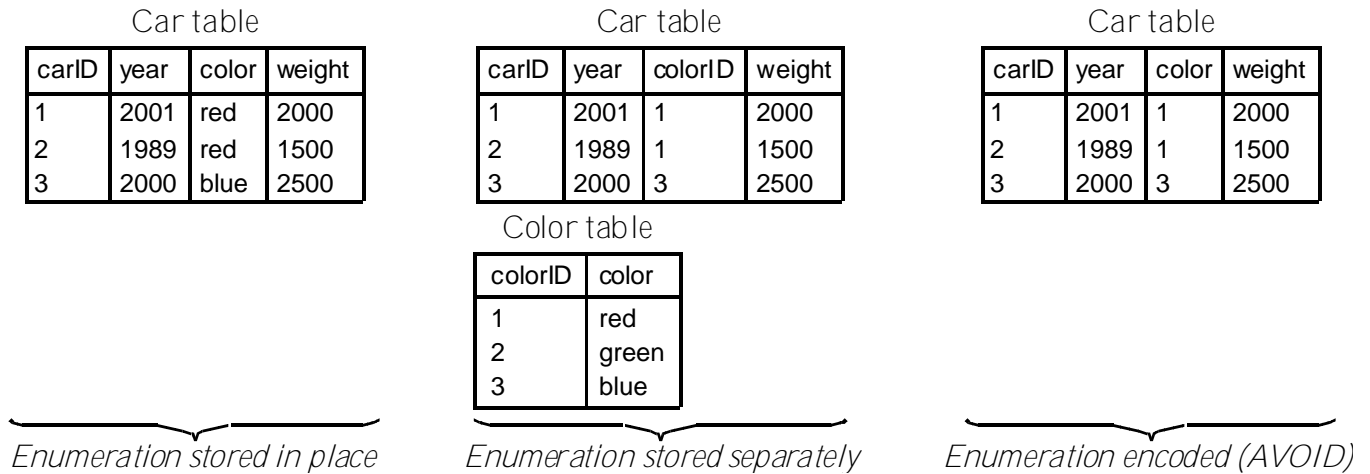 Car table
carID year color weight
1 2001 red 2000
2 1989 red 1500
3 2000 blue 2500
Enumeration stored in place
Car table
carID year colorID weight
1 2001 1 2000
2 1989 1 1500
3 2000 3 2500
Color table
colorID color
1 red
2 green
3 blue
Enumeration stored separately
Car table
carID year color weight
1 2001 1 2000
2 1989 1 1500
3 2000 3 2500
Enumeration encoded (AVOID)